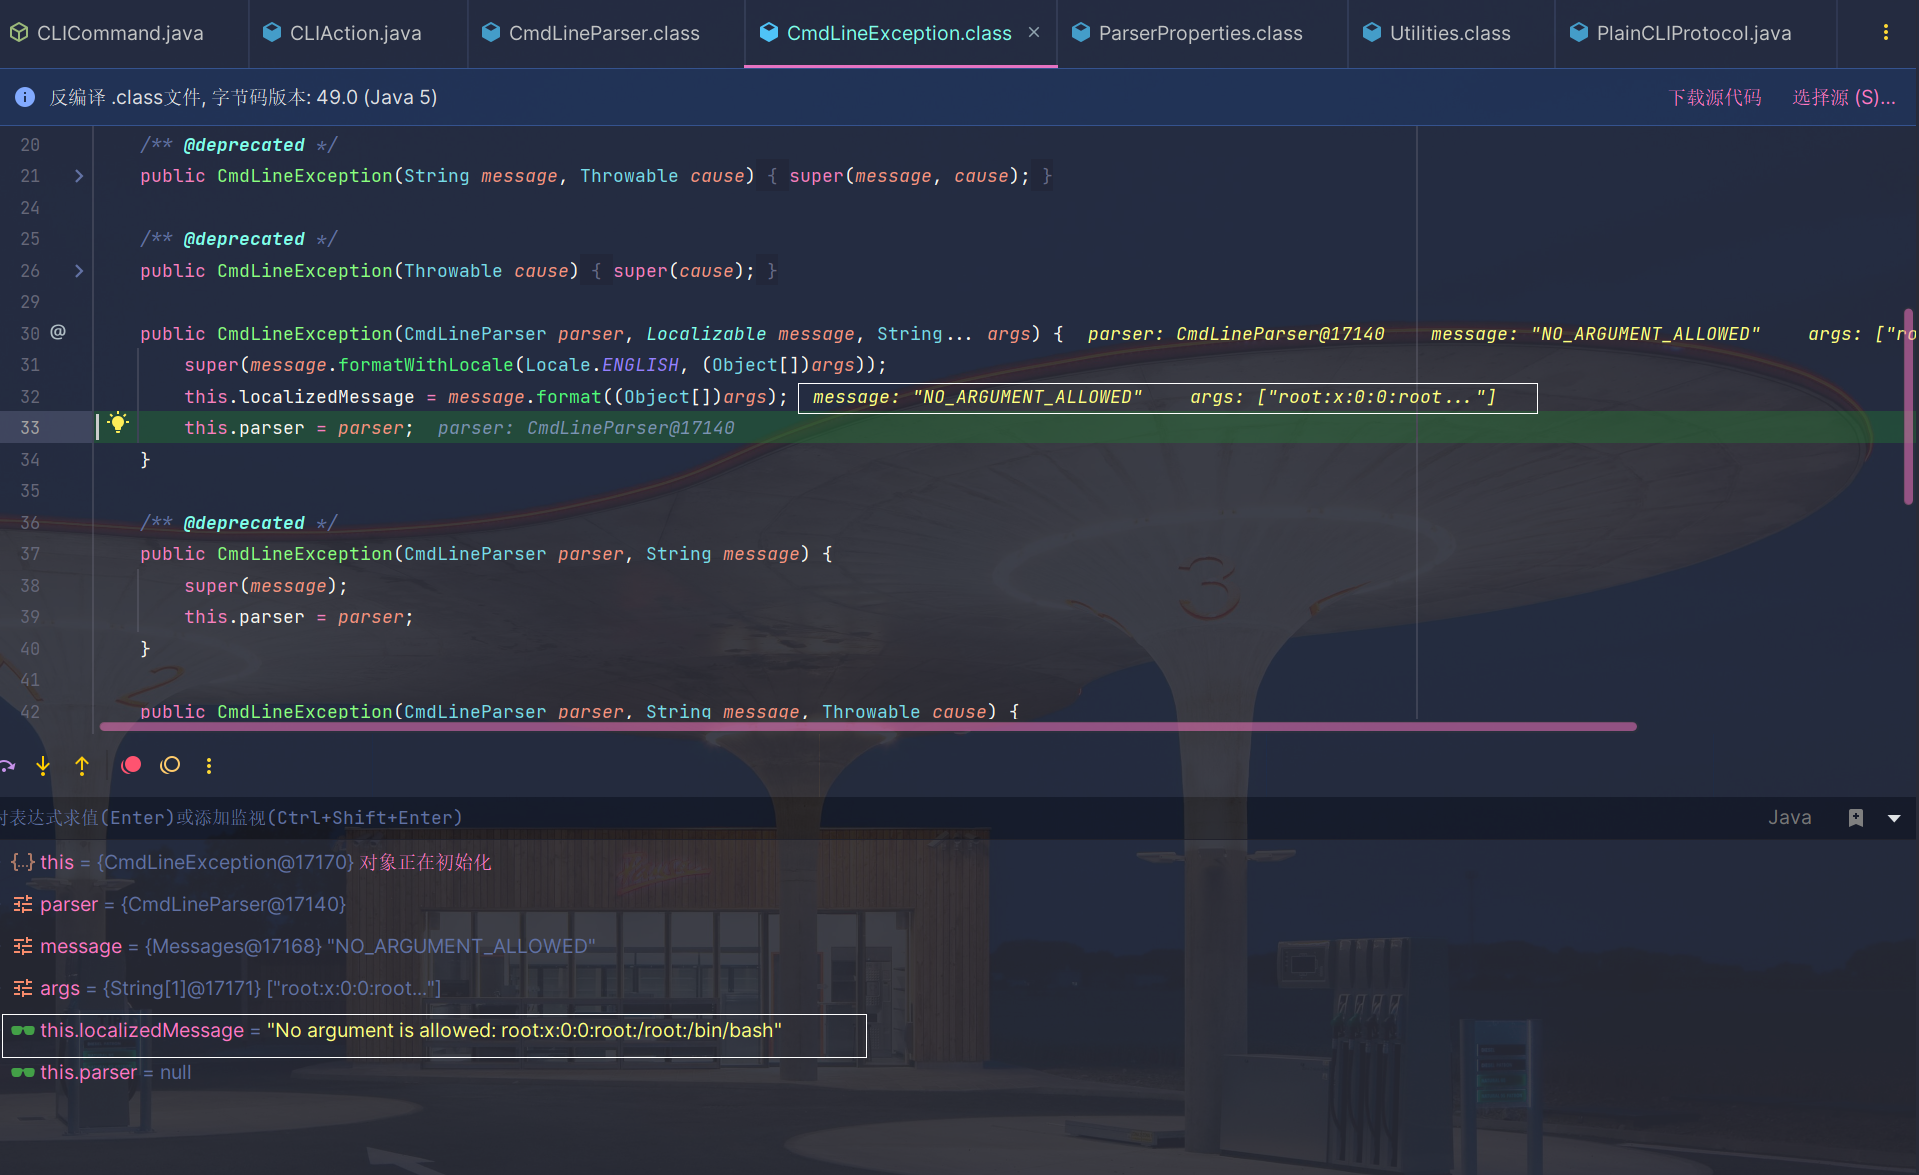 CLICommand.java CLIAction.java CmdLineParser.class CmdLineException.class × ParserProperties.class Utilities.class PlainCLIProtocol.java
反编译 .class文件, 字节码版本: 49.0 (Java 5) 下载源代码 选择源 (S)...
20 /** @deprecated */
21 public CmdLineException(String message, Throwable cause) { super(message, cause); }
24
25 /** @deprecated */
26 public CmdLineException(Throwable cause) { super(cause); }
29
30 @ public CmdLineException(CmdLineParser parser, Localizable message, String... args) { parser: CmdLineParser@17140 message: "NO_ARGUMENT_ALLOWED" args: ["ro
31 super(message.formatWithLocale(Locale.ENGLISH, (Object[])args));
32 this.localizedMessage = message.format((Object[])args); message: "NO_ARGUMENT_ALLOWED" args: ["root:x:0:0:root..."]
33 this.parser = parser; parser: CmdLineParser@17140
34 }
35
36 /** @deprecated */
37 public CmdLineException(CmdLineParser parser, String message) {
38 super(message);
39 this.parser = parser;
40 }
41
42 public CmdLineException(CmdLineParser parser, String message, Throwable cause) {
表达式求值(Enter)或添加监视(Ctrl+Shift+Enter) Java
{...} this = {CmdLineException@17170} 对象正在初始化
parser = {CmdLineParser@17140}
message = {Messages@17168} "NO_ARGUMENT_ALLOWED"
args = {String[1]@17171} ["root:x:0:0:root..."]
this.localizedMessage = "No argument is allowed: root:x:0:0:root:/root:/bin/bash"
this.parser = null
3
2